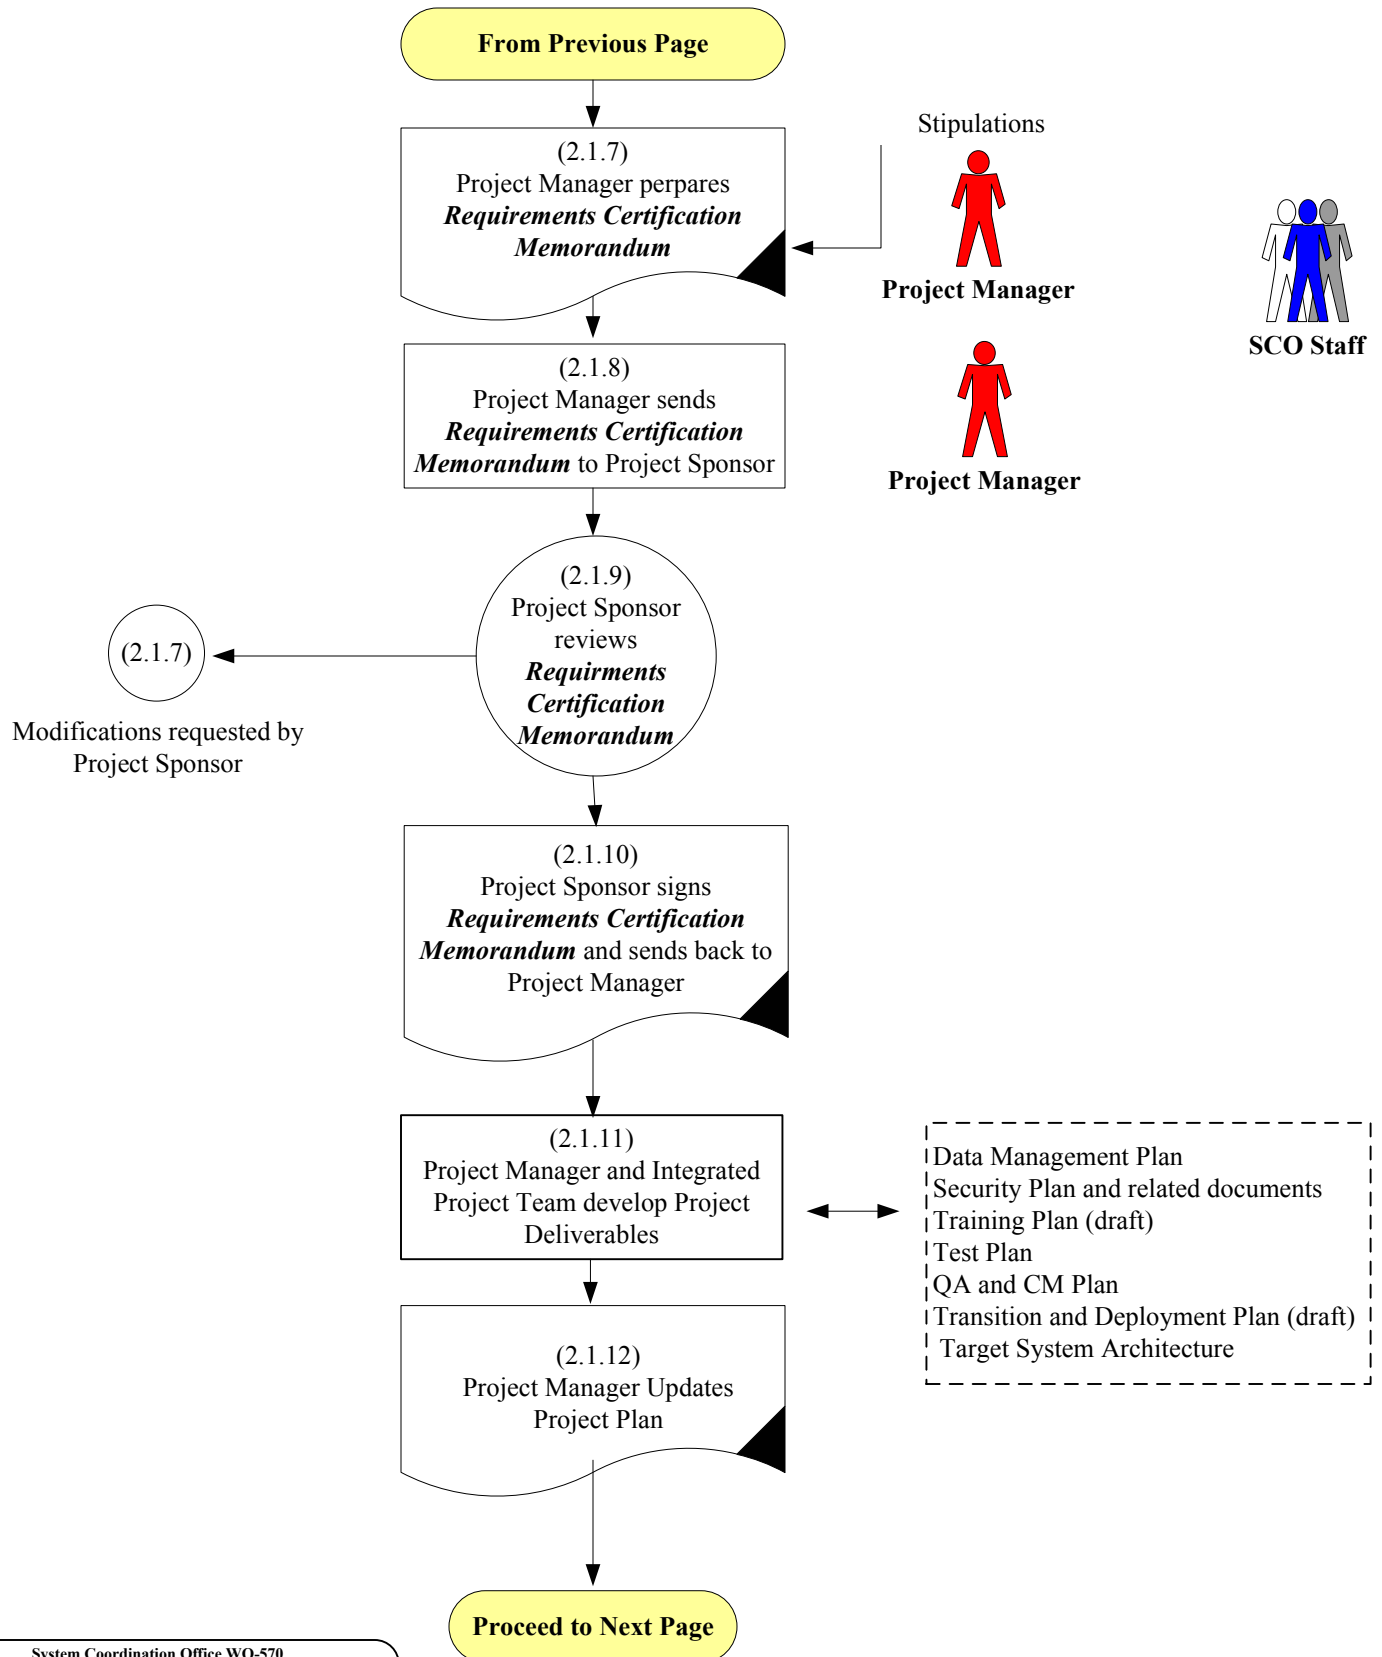 From Previous Page
(2.1.7)
Project Manager perpares
Requirements Certification
Memorandum
Stipulations
Project Manager
SCO Staff
(2.1.8)
Project Manager sends
Requirements Certification
Memorandum to Project Sponsor
Project Manager
(2.1.9)
Project Sponsor
reviews
Requirments
Certification
Memorandum
(2.1.7)
Modifications requested by
Project Sponsor
(2.1.10)
Project Sponsor signs
Requirements Certification
Memorandum and sends back to
Project Manager
(2.1.11)
Project Manager and Integrated
Project Team develop Project
Deliverables
Data Management Plan
Security Plan and related documents
Training Plan (draft)
Test Plan
QA and CM Plan
Transition and Deployment Plan (draft)
Target System Architecture
(2.1.12)
Project Manager Updates
Project Plan
Proceed to Next Page
System Coordination Office WO-570